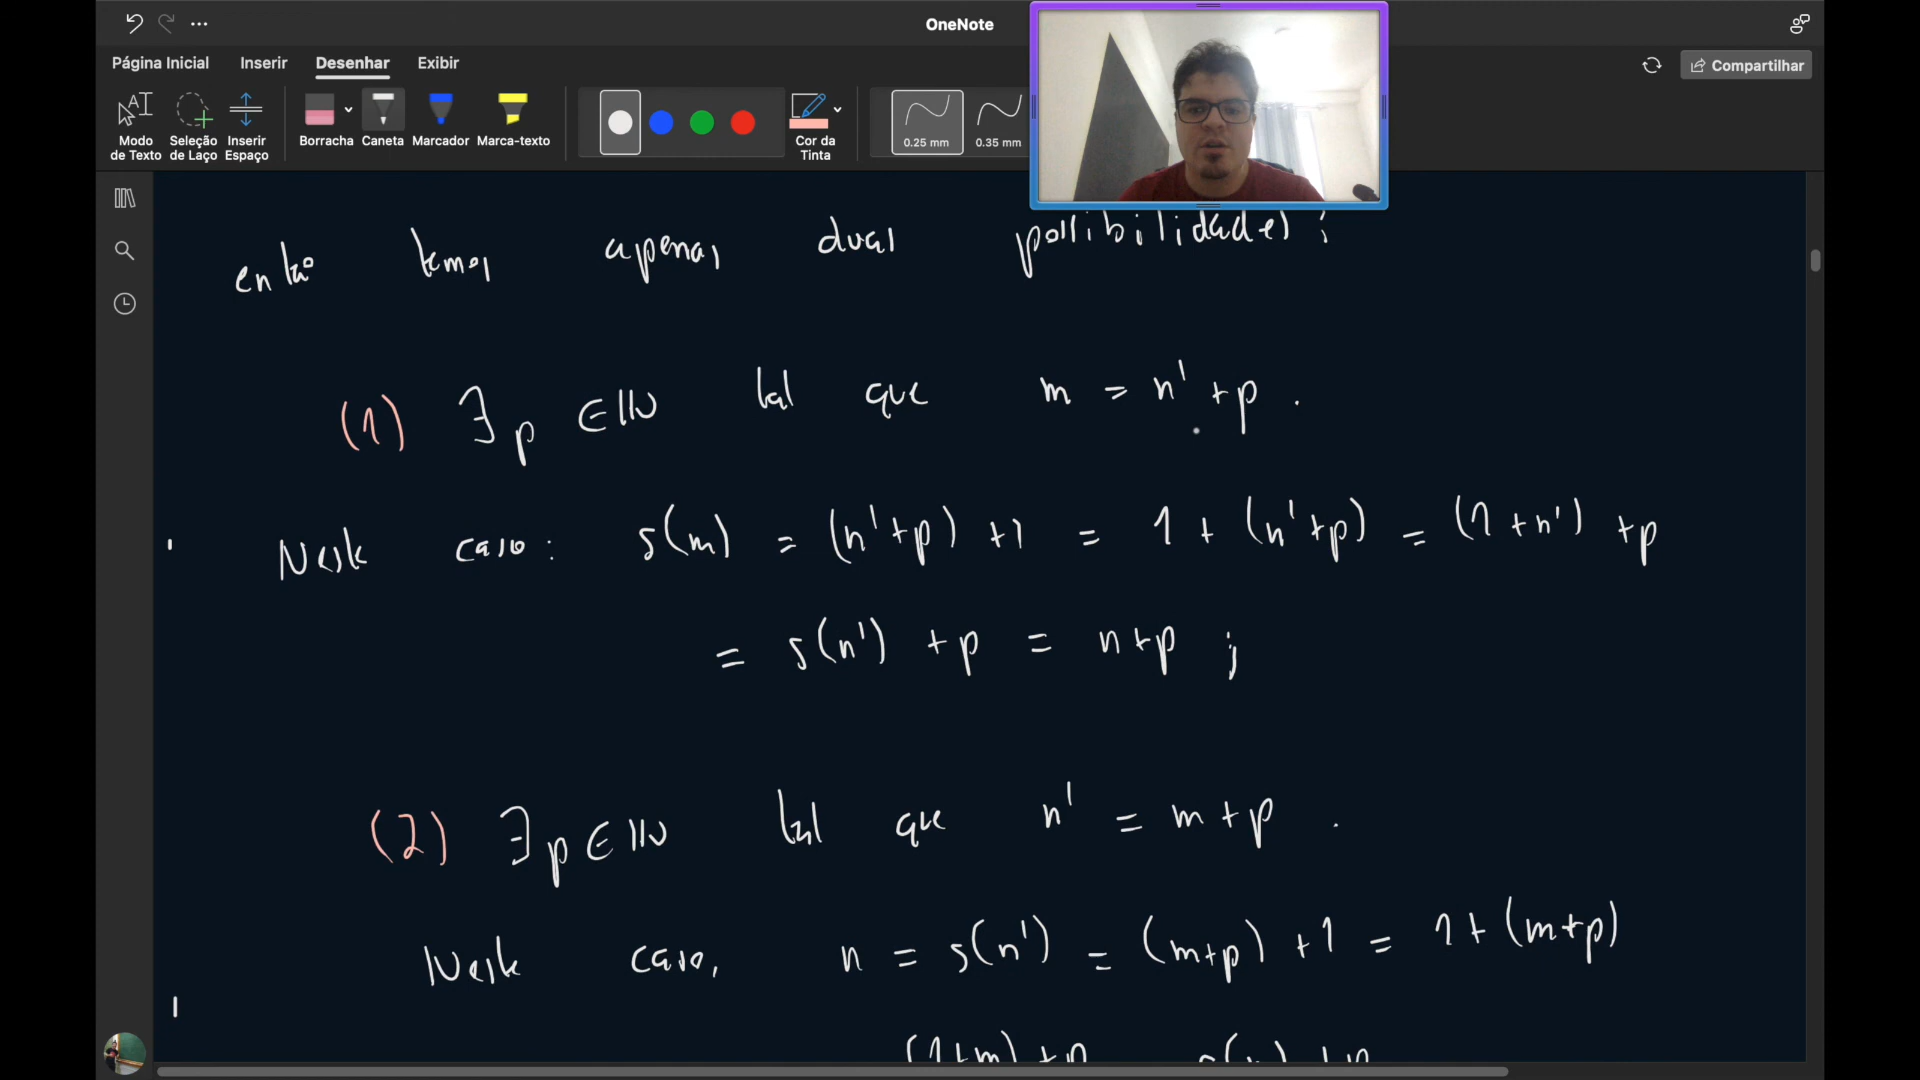 OneNote
Página Inicial Inserir Desenhar Exibir
Compartilhar
Modo de Texto Seleção de Laço Inserir Espaço Borracha Caneta Marcador Marca-texto Cor da Tinta 0.25 mm 0.35 mm
então temos apenas duas possibilidades:
(1) ∃p ∈ ℕ tal que m = n' + p .
Neste caso: s(m) = (n'+p) +1 = 1 + (n'+p) = (1+n') +p
= s(n') +p = n+p ;
(2) ∃p ∈ ℕ tal que n' = m+p .
Neste caso, n = s(n') = (m+p) +1 = 1+(m+p)
(1+m)+p